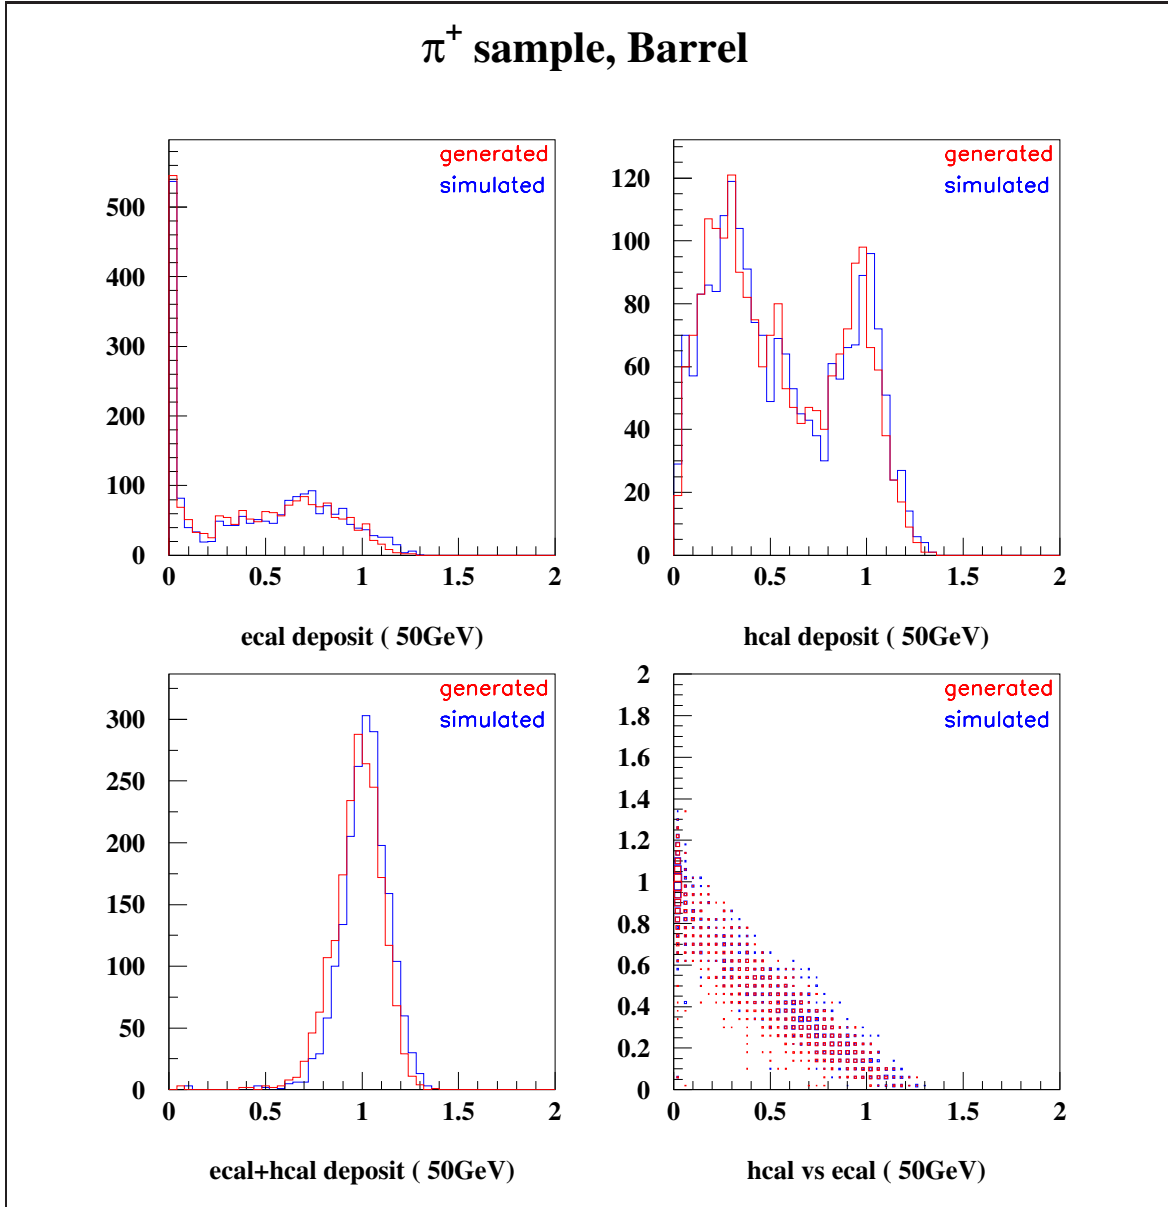 π+ sample, Barrel
generated
simulated
500
400
300
200
100
0
0 0.5 1 1.5 2
ecal deposit ( 50GeV)
generated
simulated
120
100
80
60
40
20
0
0 0.5 1 1.5 2
hcal deposit ( 50GeV)
generated
simulated
300
250
200
150
100
50
0
0 0.5 1 1.5 2
ecal+hcal deposit ( 50GeV)
generated
simulated
2
1.8
1.6
1.4
1.2
1
0.8
0.6
0.4
0.2
0
0 0.5 1 1.5 2
hcal vs ecal ( 50GeV)